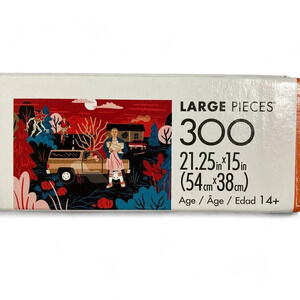 LARGE PIECES
300
21.25in x 15in
(54cm x 38cm)
Age / Âge / Edad 14+